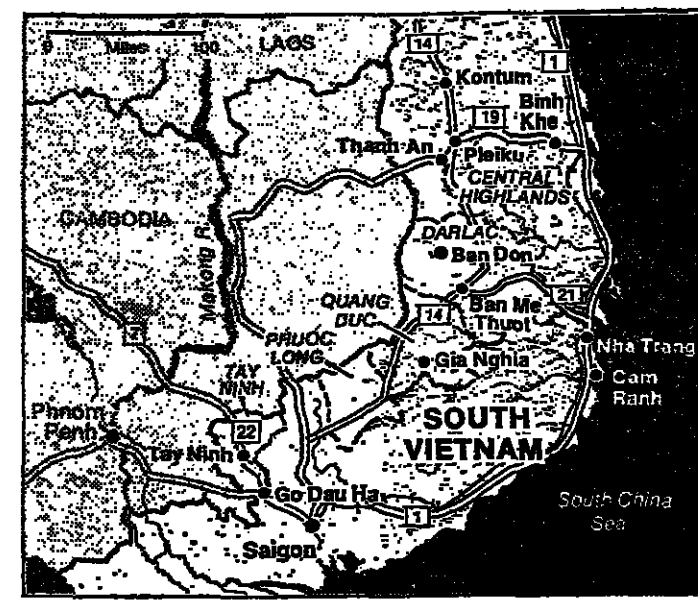 0 Miles 100
LAOS
14
1
Kontum
Binh
Khe
19
Thanh An
Pleiku
CENTRAL
HIGHLANDS
CAMBODIA
DARLAC
Ban Don
Mekong R.
QUANG
DUC
14
Ban Me
Thuot
21
PHUOC
LONG
Gia Nghia
Nha Trang
TAY
NINH
Cam
Ranh
Phnom
Penh
22
SOUTH
VIETNAM
Tay Ninh
Go Dau Ha
South China
Sea
1
Saigon